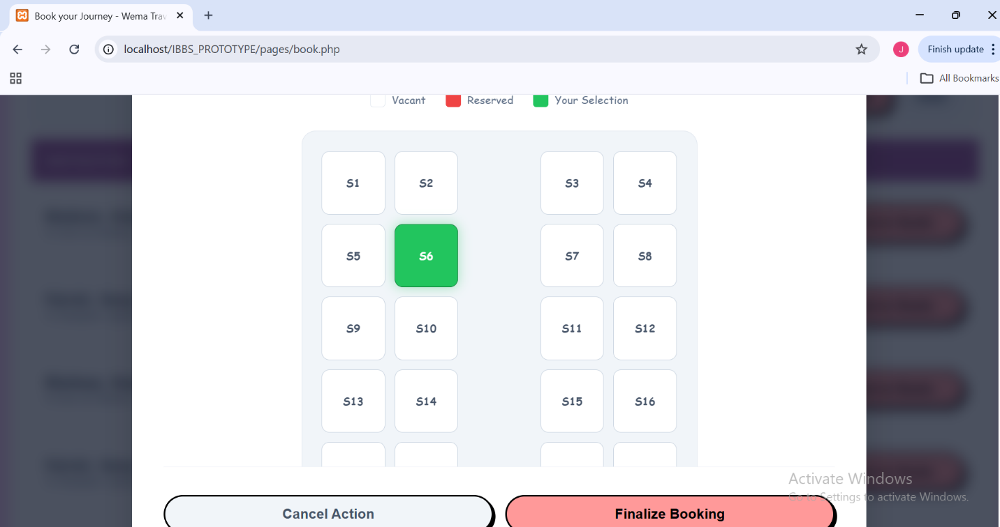 Book your Journey - Wema Trav
localhost/IBBS_PROTOTYPE/pages/book.php
J
Finish update
All Bookmarks
Vacant Reserved Your Selection
S1 S2 S3 S4
S5 S6 S7 S8
S9 S10 S11 S12
S13 S14 S15 S16
Activate Windows
Go to Settings to activate Windows.
Cancel Action Finalize Booking